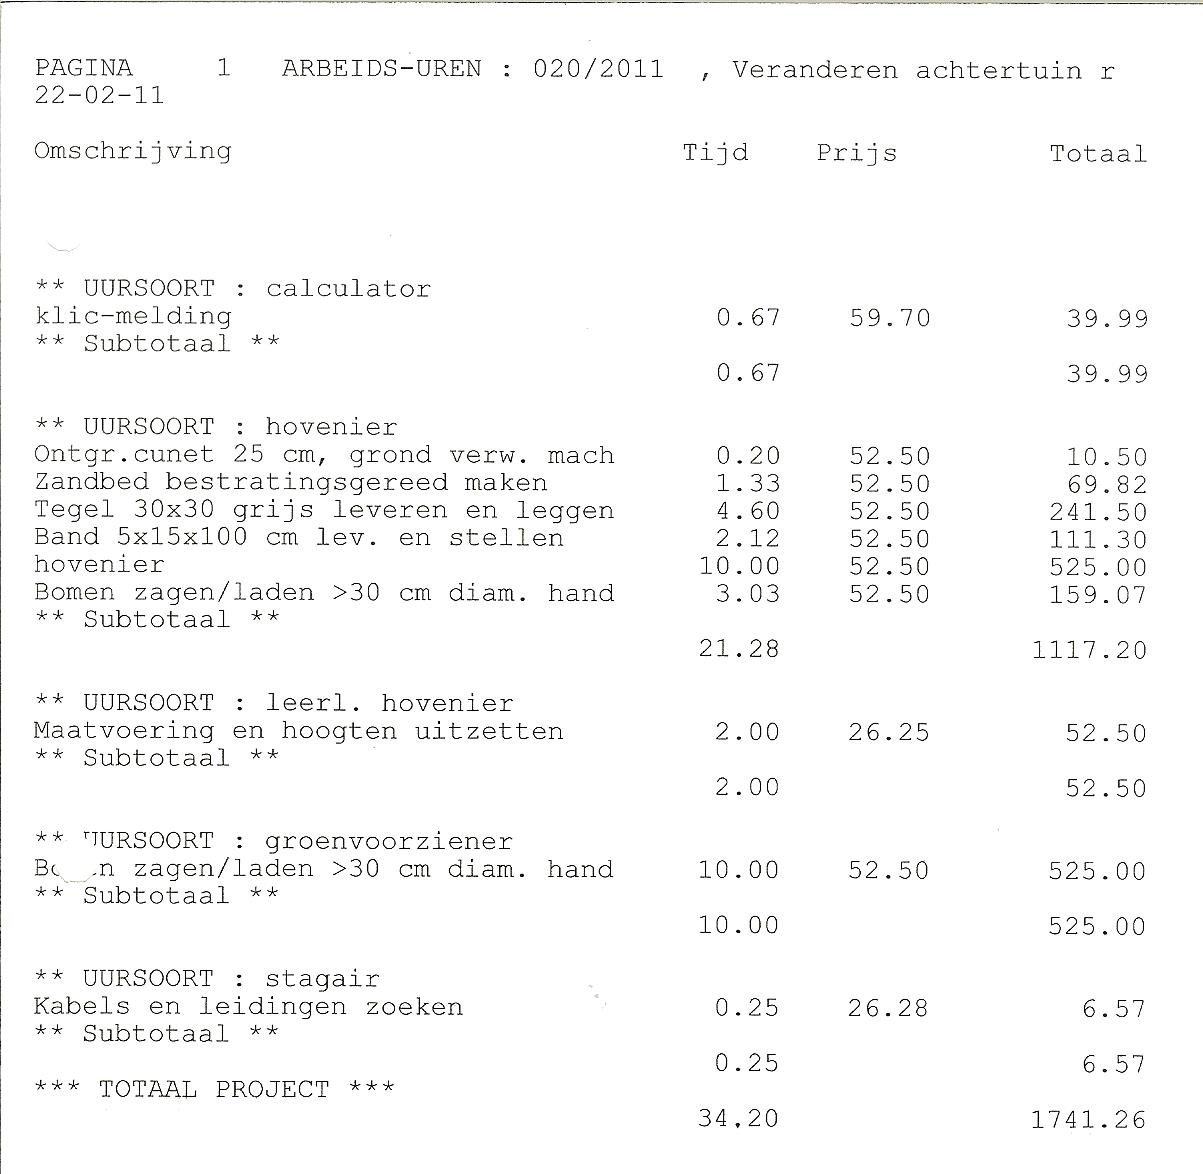 PAGINA 1 ARBEIDS-UREN : 020/2011 , Veranderen achtertuin r
22-02-11
Omschrijving Tijd Prijs Totaal
** UURSOORT : calculator
klic-melding 0.67 59.70 39.99
** Subtotaal **
0.67 39.99
** UURSOORT : hovenier
Ontgr.cunet 25 cm, grond verw. mach 0.20 52.50 10.50
Zandbed bestratingsgereed maken 1.33 52.50 69.82
Tegel 30x30 grijs leveren en leggen 4.60 52.50 241.50
Band 5x15x100 cm lev. en stellen 2.12 52.50 111.30
hovenier 10.00 52.50 525.00
Bomen zagen/laden >30 cm diam. hand 3.03 52.50 159.07
** Subtotaal **
21.28 1117.20
** UURSOORT : leerl. hovenier
Maatvoering en hoogten uitzetten 2.00 26.25 52.50
** Subtotaal **
2.00 52.50
** UURSOORT : groenvoorziener
zagen/laden >30 cm diam. hand 10.00 52.50 525.00
** Subtotaal **
10.00 525.00
** UURSOORT : stagair
Kabels en leidingen zoeken 0.25 26.28 6.57
** Subtotaal **
0.25 6.57
*** TOTAAL PROJECT ***
34.20 1741.26